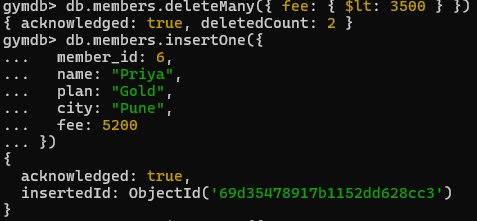 gymdb> db.members.deleteMany({ fee: { $lt: 3500 } })
{ acknowledged: true, deletedCount: 2 }
gymdb> db.members.insertOne({
...   member_id: 6,
...   name: "Priya",
...   plan: "Gold",
...   city: "Pune",
...   fee: 5200
... })
{
  acknowledged: true,
  insertedId: ObjectId('69d35478917b1152dd628cc3')
}